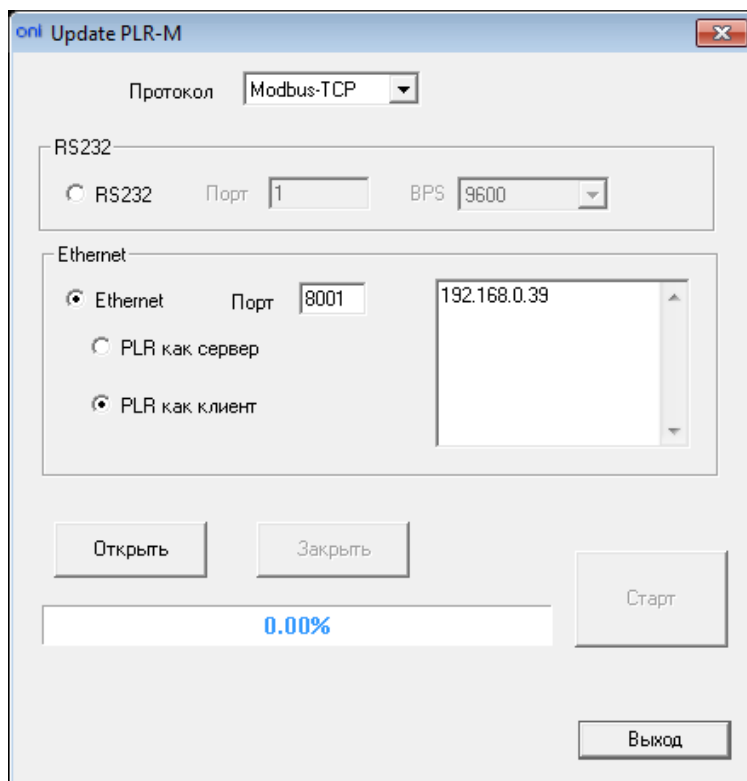 oni Update PLR-M
Протокол Modbus-TCP
RS232
RS232 Порт 1 BPS 9600
Ethernet
Ethernet Порт 8001 192.168.0.39
PLR как сервер
PLR как клиент
Открыть Закрыть
Старт
0.00%
Выход